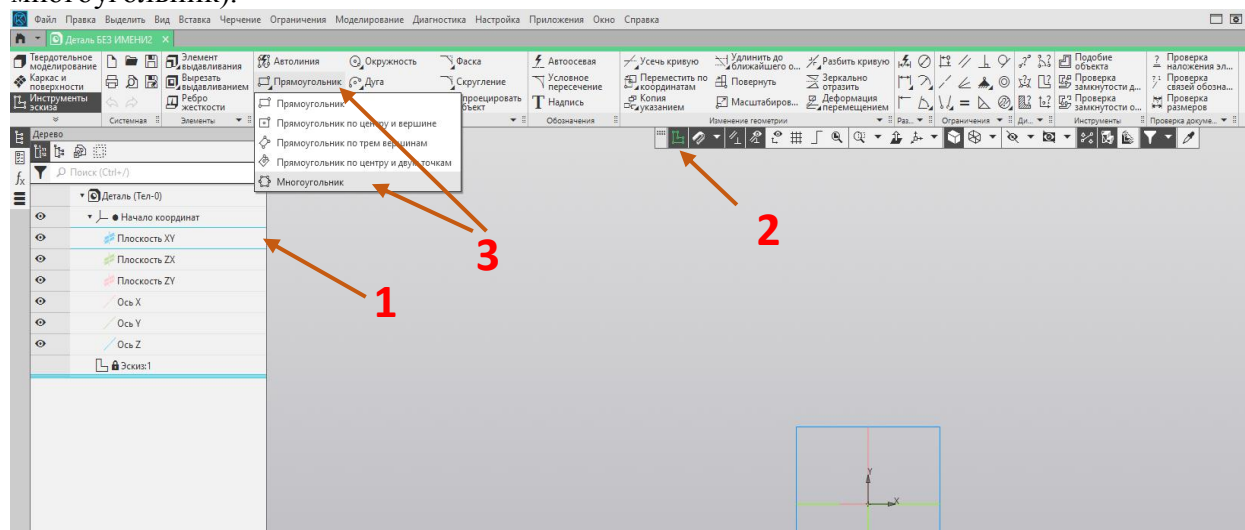 многоугольник).
Файл Правка Выделить Вид Вставка Черчение Ограничения Моделирование Диагностика Настройка Приложения Окно Справка
Деталь БЕЗ ИМЕНИ2 ×
Твердотельное моделирование
Каркас и поверхности
Инструменты эскиза
Системная
Элемент выдавливания
Вырезать выдавливанием
Ребро жесткости
Элементы
Автолиния
Окружность
Фаска
Прямоугольник
Дуга
Скругление
проецировать
Прямоугольник
Прямоугольник по центру и вершине
Прямоугольник по трем вершинам
Прямоугольник по центру и двум точкам
Многоугольник
Автоосевая
Условное пересечение
Надпись
Обозначения
Усечь кривую
Переместить по координатам
Копия указанием
Удлинить до ближайшего о...
Повернуть
Масштабиров...
Разбить кривую
Зеркально отразить
Деформация перемещением
Изменение геометрии
Раз...
Ограничения
Ди...
Подобие объекта
Проверка замкнутости д...
Проверка замкнутости о...
Инструменты
Проверка наложения эл...
Проверка связей обозна...
Проверка размеров
Проверка докуме...
Дерево
Поиск (Ctrl+/)
Деталь (Тел-0)
Начало координат
Плоскость XY
Плоскость ZX
Плоскость ZY
Ось X
Ось Y
Ось Z
Эскиз:1
1
2
3
Y
X